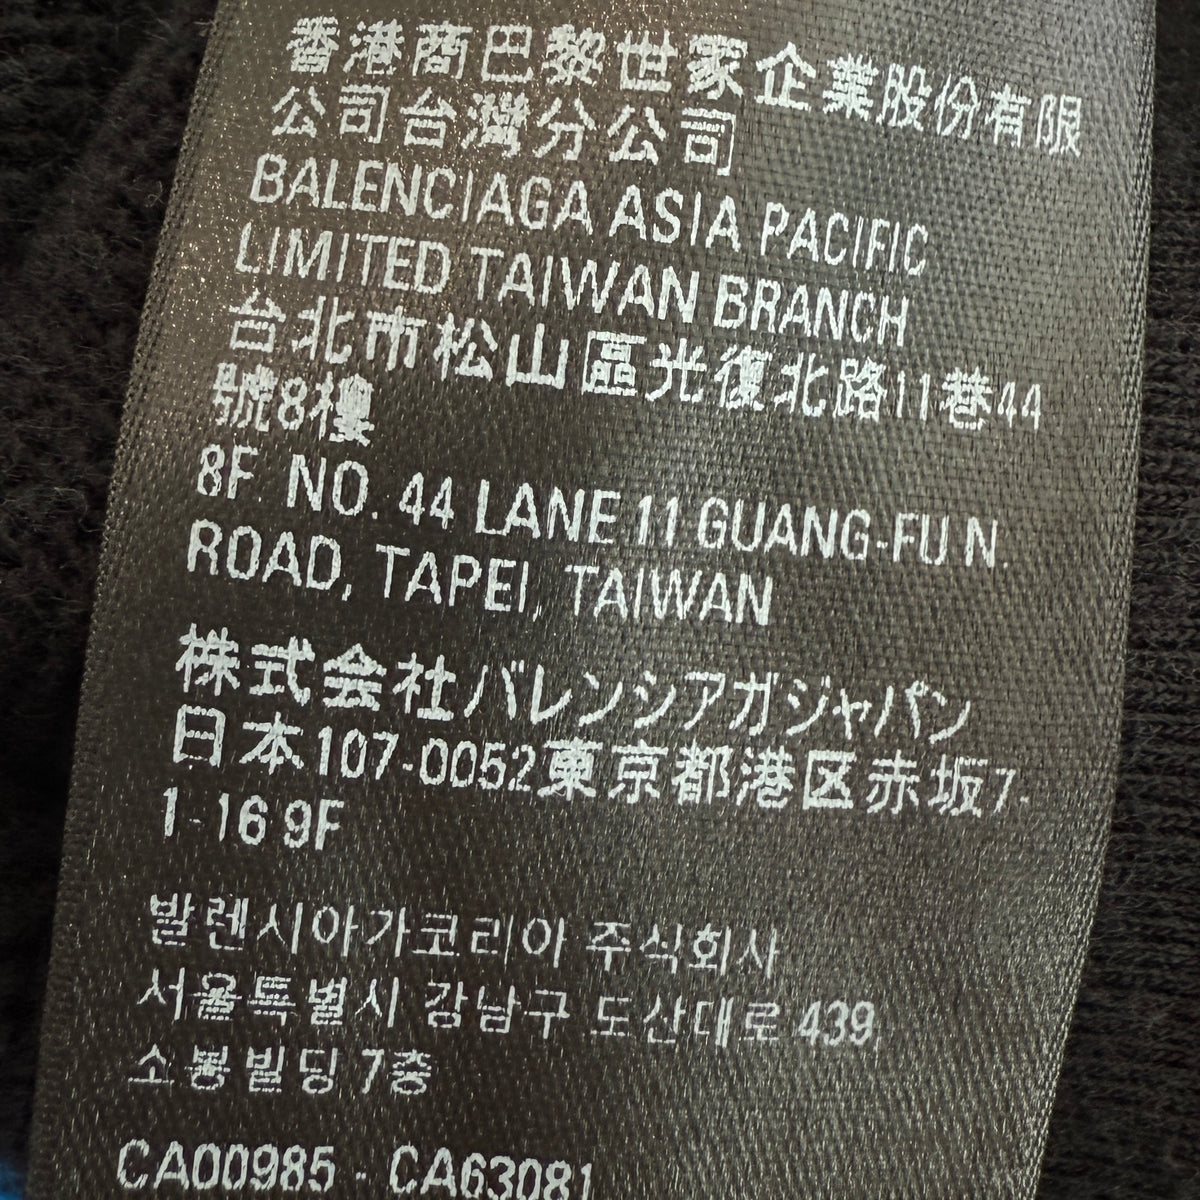 香港商巴黎世家企業股份有限
公司台灣分公司
BALENCIAGA ASIA PACIFIC
LIMITED TAIWAN BRANCH
台北市松山區光復北路11巷44
號8樓
8F NO. 44 LANE 11 GUANG-FU N.
ROAD, TAPEI, TAIWAN
株式会社バレンシアガジャパン
日本107-0052東京都港区赤坂7-
1-16 9F
발렌시아가코리아 주식회사
서울특별시 강남구 도산대로 439,
소봉빌딩 7층
CA00985 - CA63081